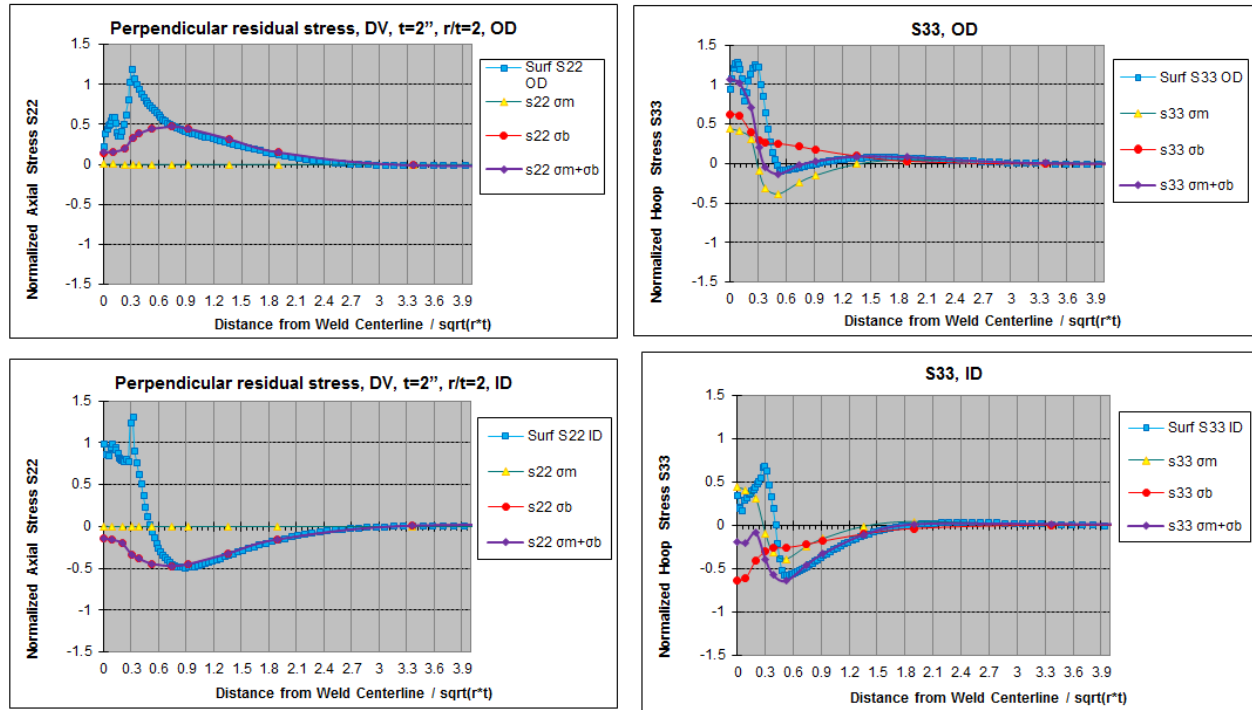 Perpendicular residual stress, DV, t=2”, r/t=2, OD
Normalized Axial Stress S22
1.5
1
0.5
0
-0.5
-1
-1.5
0 0.3 0.6 0.9 1.2 1.5 1.8 2.1 2.4 2.7 3 3.3 3.6 3.9
Distance from Weld Centerline / sqrt(r*t)
Surf S22
OD
s22 σm
s22 σb
s22 σm+σb
S33, OD
Normalized Hoop Stress S33
1.5
1
0.5
0
-0.5
-1
-1.5
0 0.3 0.6 0.9 1.2 1.5 1.8 2.1 2.4 2.7 3 3.3 3.6 3.9
Distance from Weld Centerline / sqrt(r*t)
Surf S33 OD
s33 σm
s33 σb
s33 σm+σb
Perpendicular residual stress, DV, t=2”, r/t=2, ID
Normalized Axial Stress S22
1.5
1
0.5
0
-0.5
-1
-1.5
0 0.3 0.6 0.9 1.2 1.5 1.8 2.1 2.4 2.7 3 3.3 3.6 3.9
Distance from Weld Centerline / sqrt(r*t)
Surf S22 ID
s22 σm
s22 σb
s22 σm+σb
S33, ID
Normalized Hoop Stress S33
1.5
1
0.5
0
-0.5
-1
-1.5
0 0.3 0.6 0.9 1.2 1.5 1.8 2.1 2.4 2.7 3 3.3 3.6 3.9
Distance from Weld Centerline / sqrt(r*t)
Surf S33 ID
s33 σm
s33 σb
s33 σm+σb